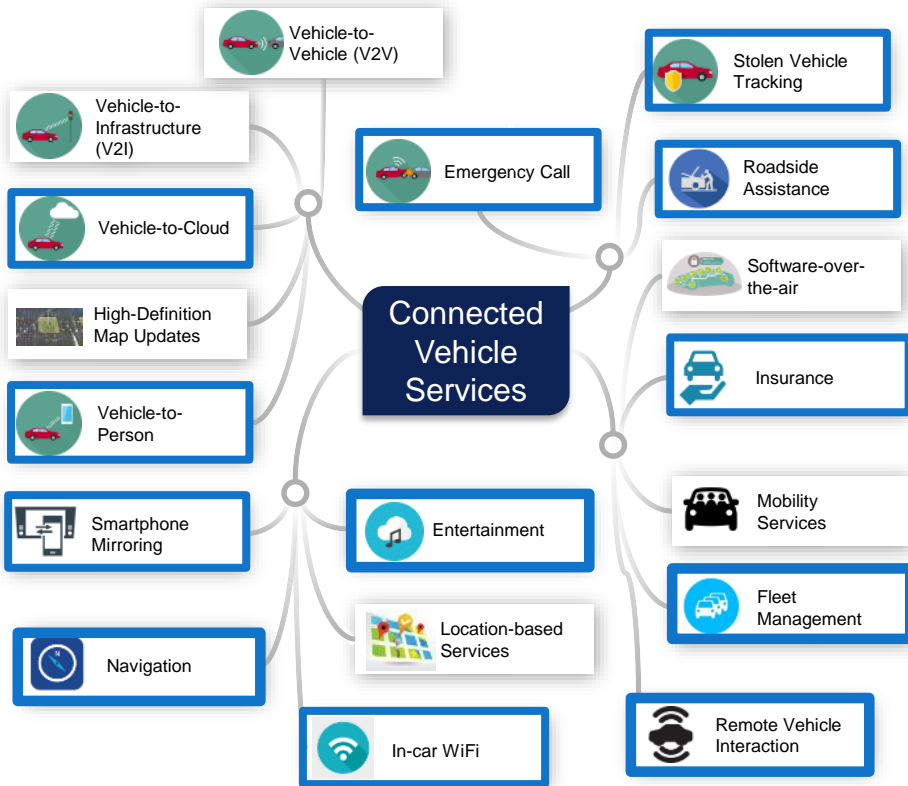 Vehicle-to-
Vehicle (V2V)
Vehicle-to-
Infrastructure
(V2I)
Vehicle-to-Cloud
High-Definition
Map Updates
Vehicle-to-
Person
Smartphone
Mirroring
Navigation
In-car WiFi
Location-based
Services
Entertainment
Connected
Vehicle
Services
Emergency Call
Stolen Vehicle
Tracking
Roadside
Assistance
Software-over-
the-air
Insurance
Mobility
Services
Fleet
Management
Remote Vehicle
Interaction
N